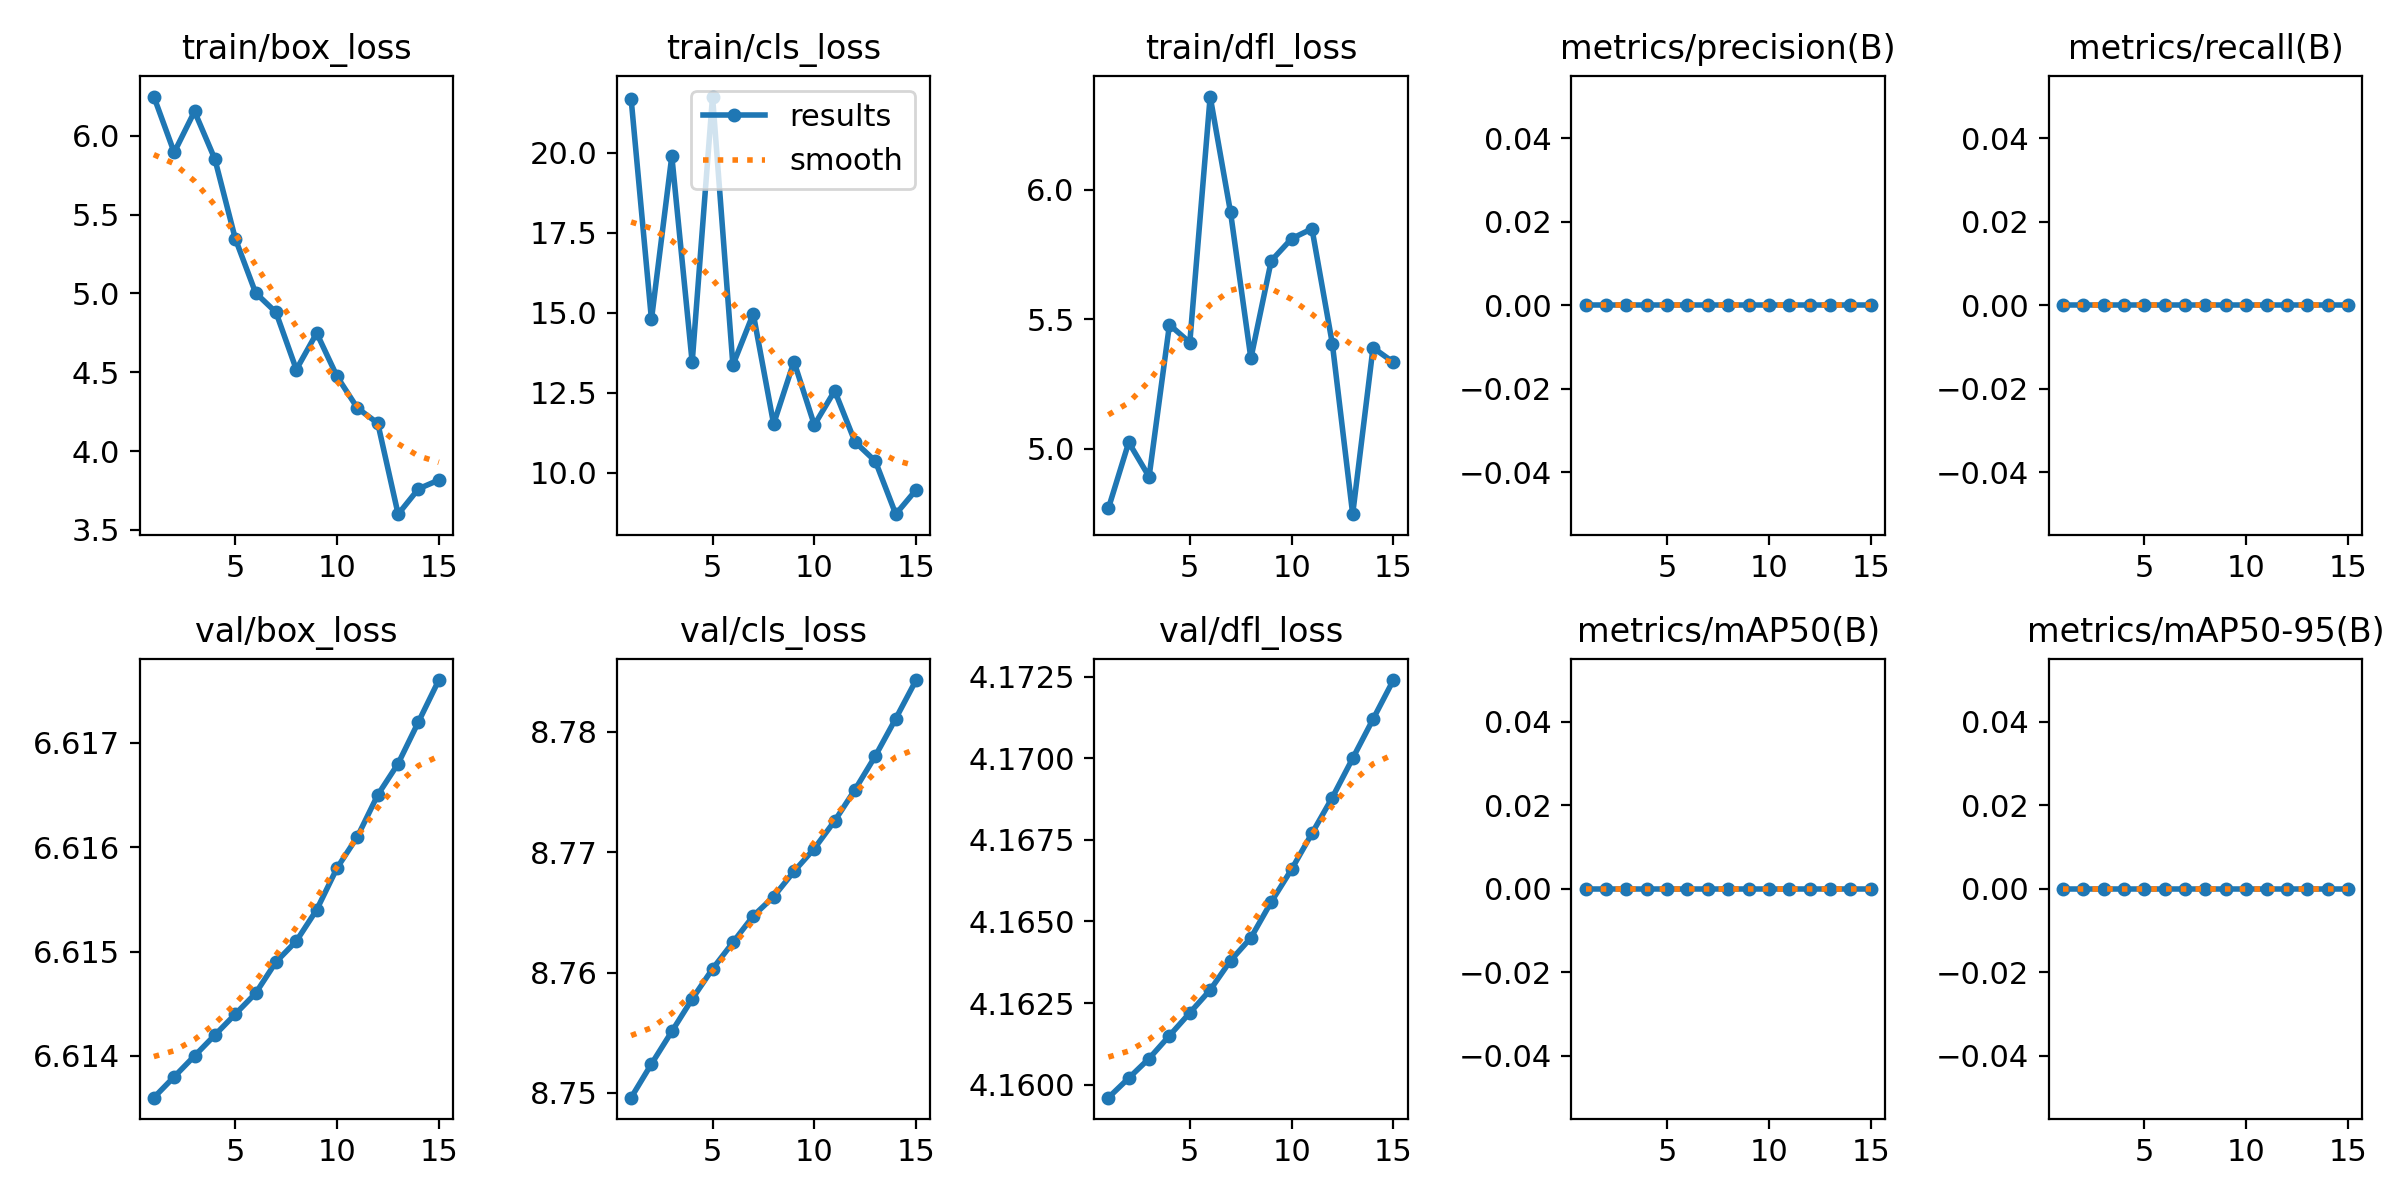 train/box_loss
train/cls_loss
train/dfl_loss
metrics/precision(B)
metrics/recall(B)
6.0
5.5
5.0
4.5
4.0
3.5
5 10 15
results
smooth
20.0
17.5
15.0
12.5
10.0
5 10 15
6.0
5.5
5.0
5 10 15
0.04
0.02
0.00
−0.02
−0.04
5 10 15
0.04
0.02
0.00
−0.02
−0.04
5 10 15
val/box_loss
val/cls_loss
val/dfl_loss
metrics/mAP50(B)
metrics/mAP50-95(B)
6.617
6.616
6.615
6.614
5 10 15
8.78
8.77
8.76
8.75
5 10 15
4.1725
4.1700
4.1675
4.1650
4.1625
4.1600
5 10 15
0.04
0.02
0.00
−0.02
−0.04
5 10 15
0.04
0.02
0.00
−0.02
−0.04
5 10 15